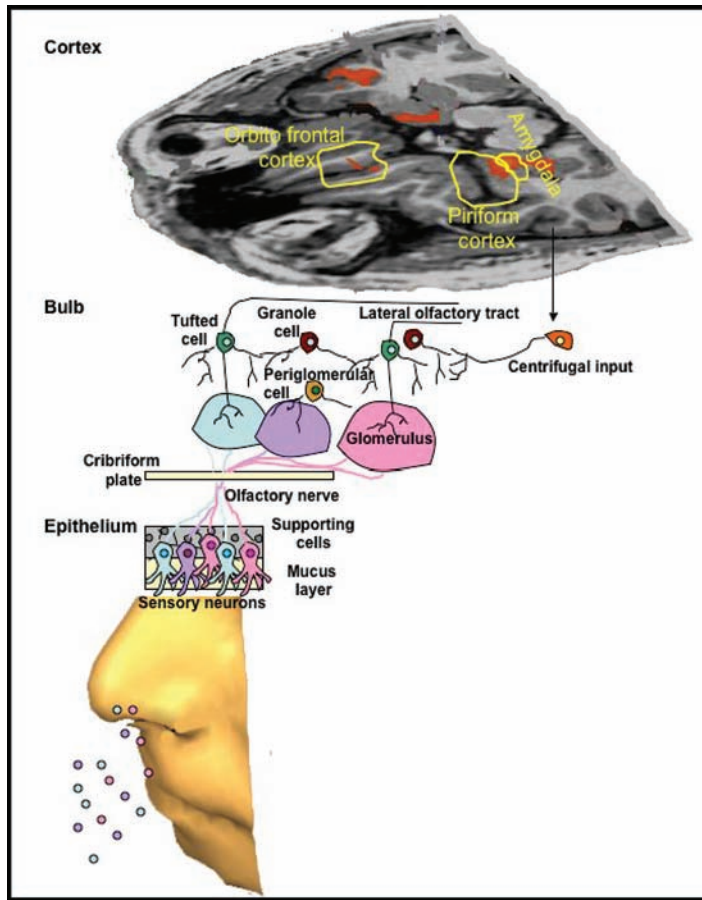 Cortex
Orbito frontal
cortex
Amygdala
Piriform
cortex
Bulb
Tufted
cell
Granole
cell
Lateral olfactory tract
Periglomerular
cell
Centrifugal input
Glomerulus
Cribriform
plate
Olfactory nerve
Epithelium
Supporting
cells
Mucus
layer
Sensory neurons